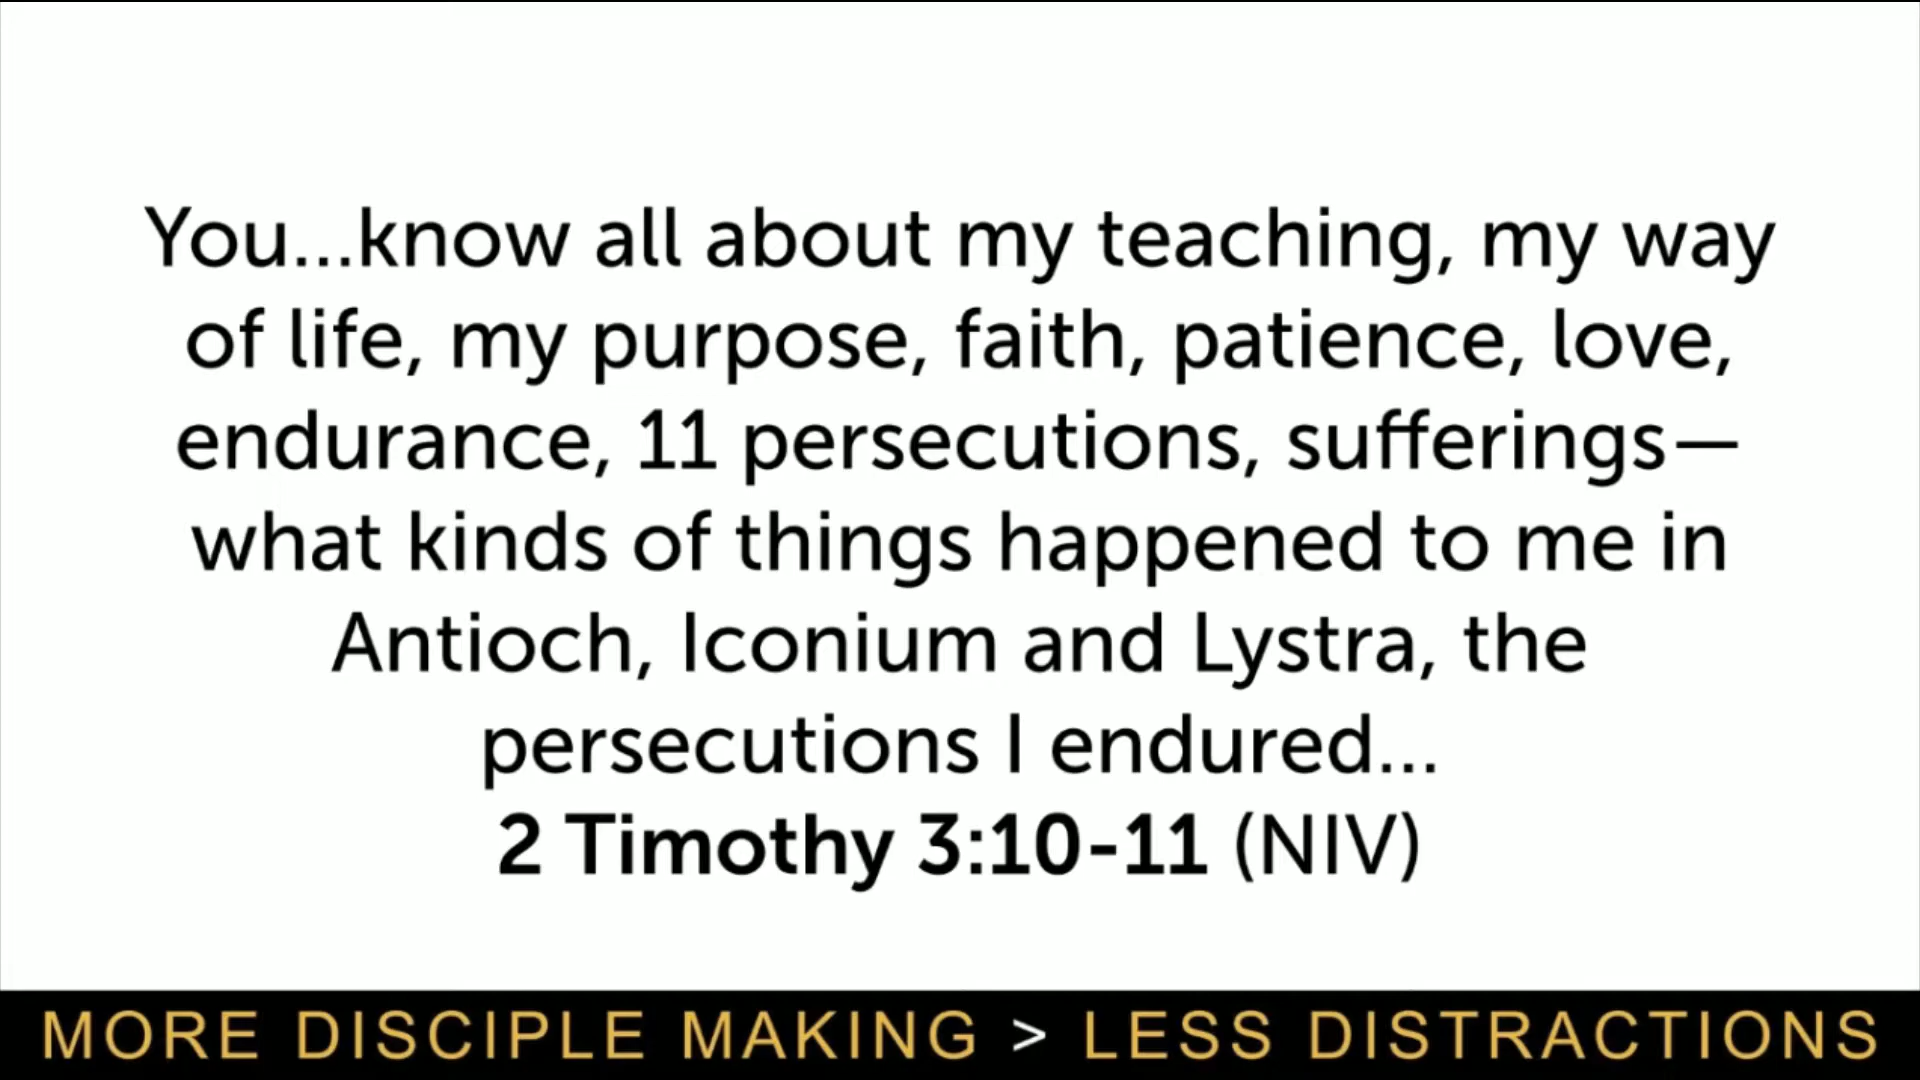 You...know all about my teaching, my way
of life, my purpose, faith, patience, love,
endurance, 11 persecutions, sufferings—
what kinds of things happened to me in
Antioch, Iconium and Lystra, the
persecutions I endured...
2 Timothy 3:10-11 (NIV)
MORE DISCIPLE MAKING > LESS DISTRACTIONS